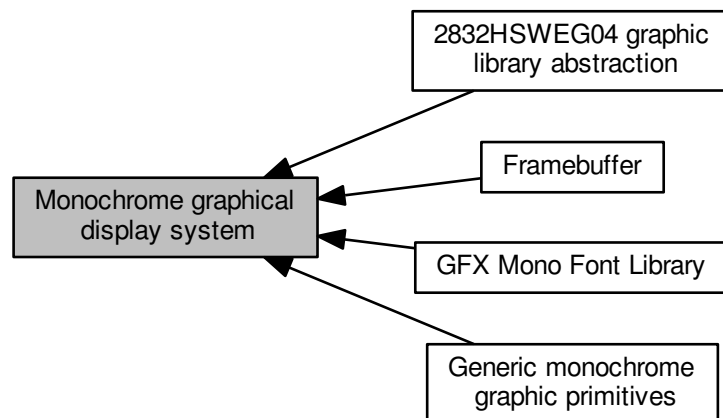 2832HSWEG04 graphic
library abstraction
Framebuffer
Monochrome graphical
display system
GFX Mono Font Library
Generic monochrome
graphic primitives